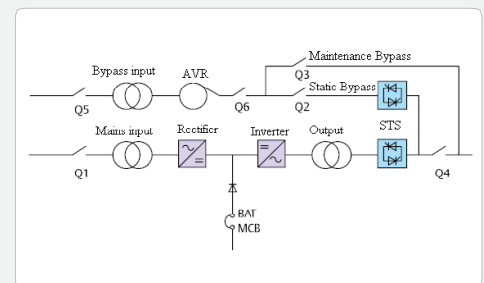 Maintenance Bypass
Q3
Bypass input
AVR
Static Bypass
Q5
Q6
Q2
Mains input
Rectifier
Inverter
Output
STS
Q1
Q4
BAT
MCB